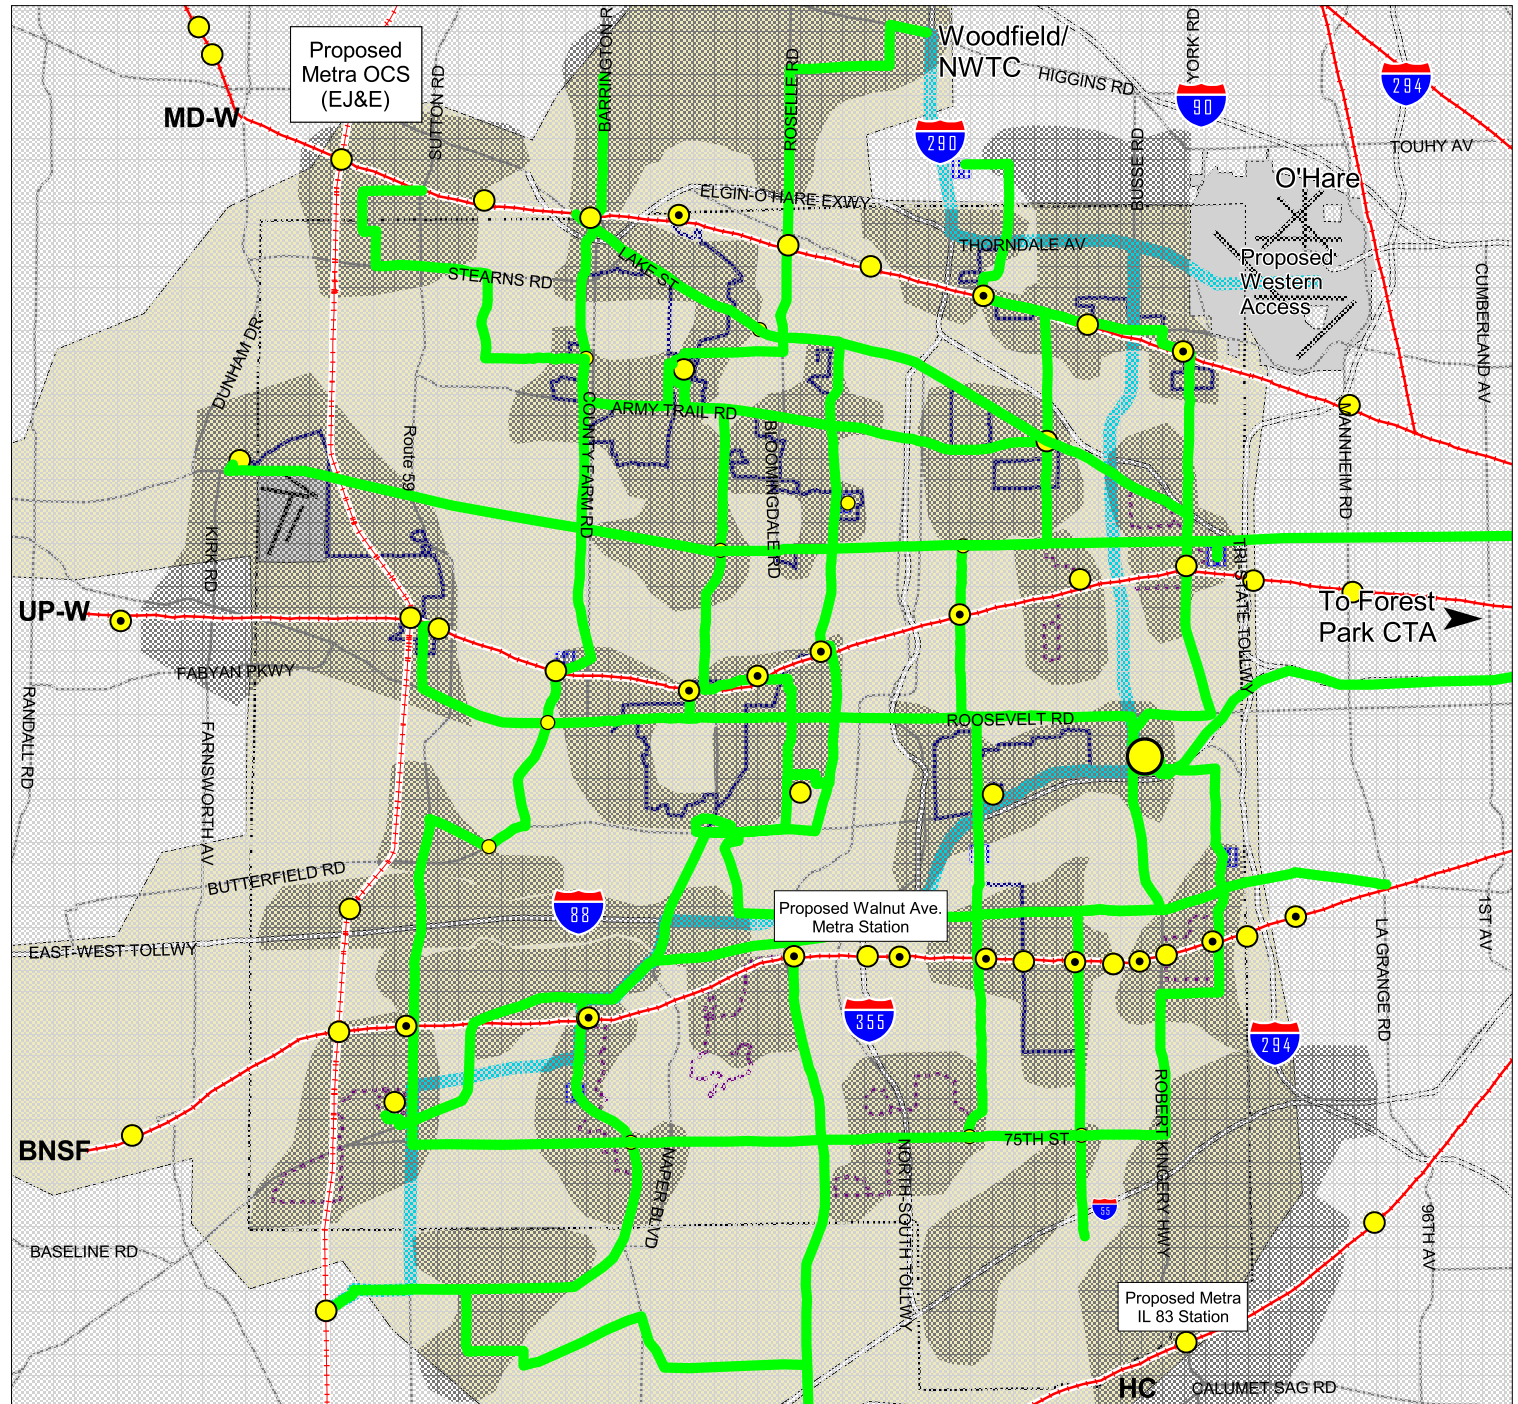 Proposed
Metra OCS
(EJ&E)
MD-W
SUTTON RD
BARRINGTON R
ROSELLE RD
Woodfield/
NWTC
HIGGINS RD
YORK RD
90
294
290
BUSSE RD
TOUHY AV
O'Hare
ELGIN-O HARE EXWY
THORNDALE AV
Proposed
Western
Access
CUMBERLAND AV
STEARNS RD
LAKE ST
DUNHAM DR
Route 59
COUNTY FARM RD
ARMY TRAIL RD
BLOOMINGDALE RD
MANNHEIM RD
KIRK RD
TRI-STATE TOLLWY
UP-W
To Forest
Park CTA
FABYAN PKWY
RANDALL RD
FARNSWORTH AV
ROOSEVELT RD
BUTTERFIELD RD
88
Proposed Walnut Ave.
Metra Station
EAST-WEST TOLLWY
LA GRANGE RD
1ST AV
355
294
BNSF
75TH ST
ROBERT KINGERY HWY
NAPER BLVD
NORTH-SOUTH TOLLWY
55
96TH AV
BASELINE RD
Proposed Metra
IL 83 Station
HC
CALUMET SAG RD